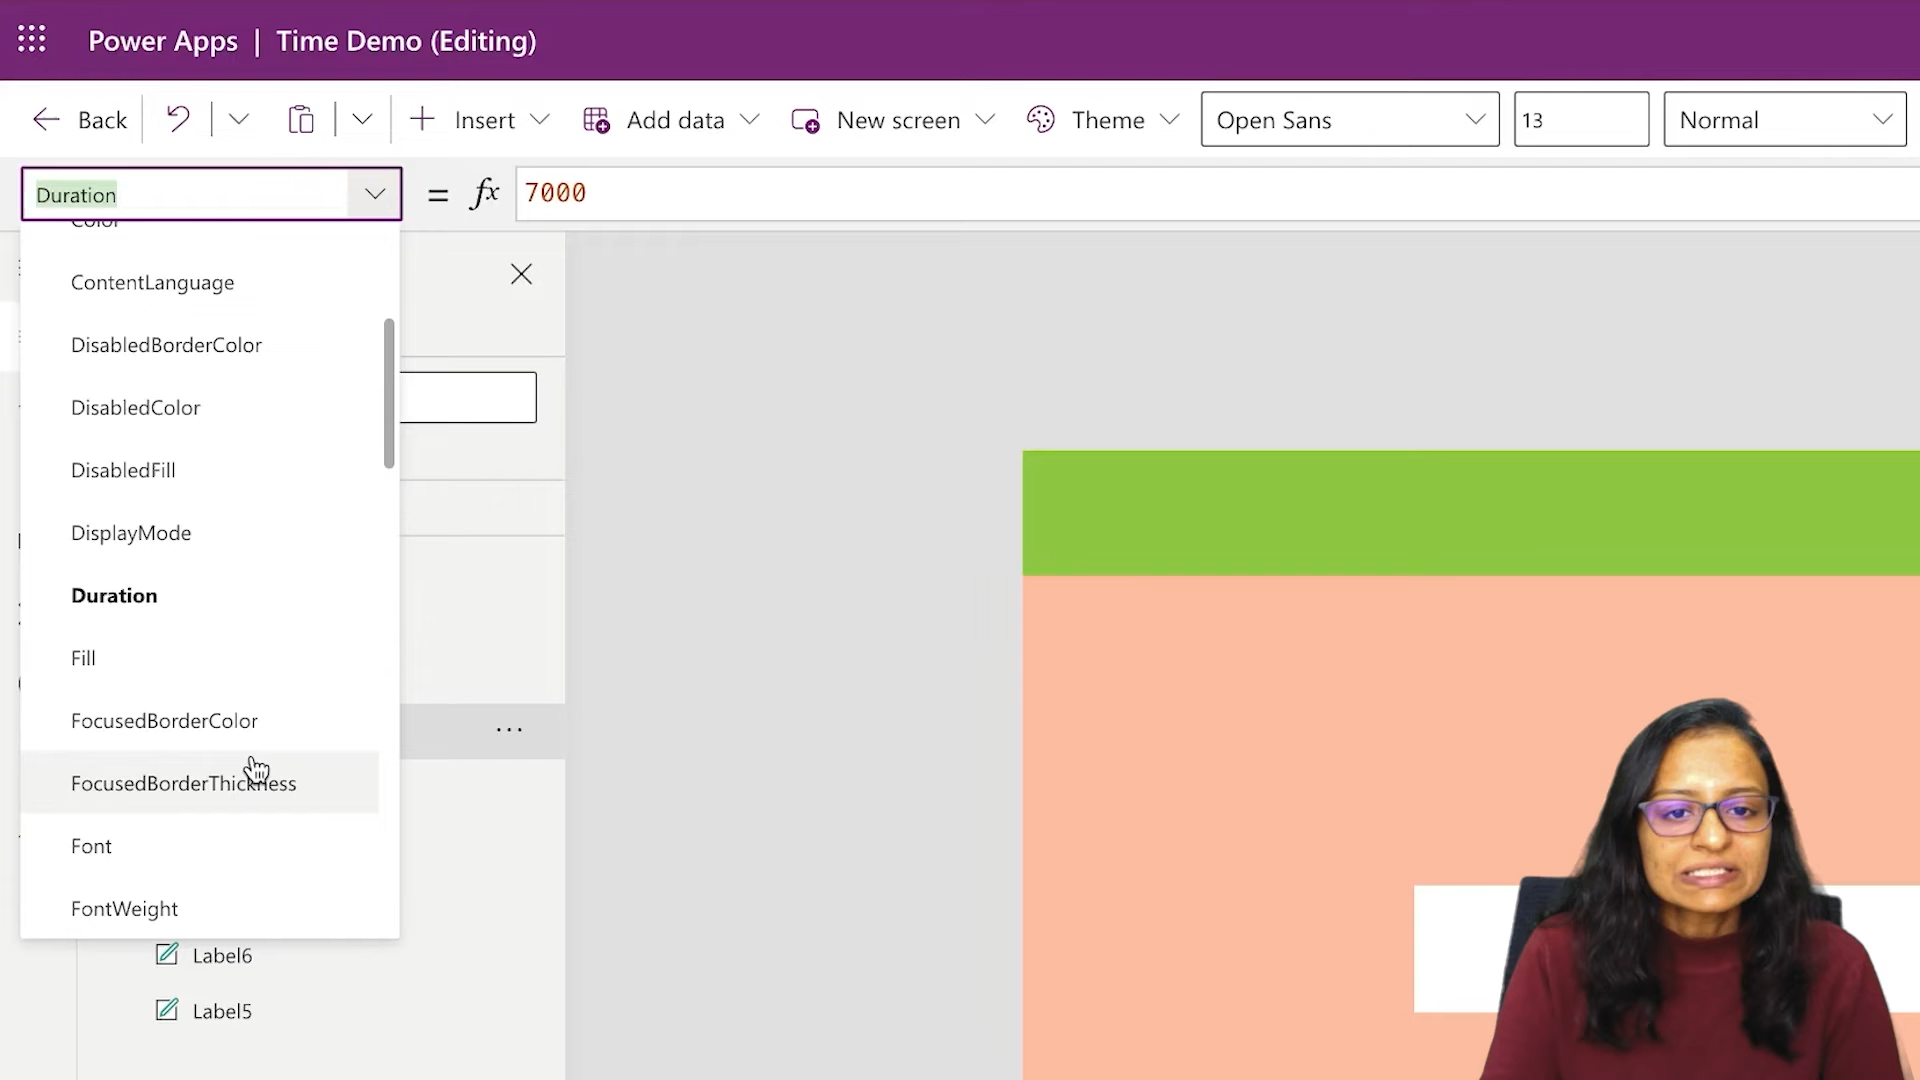 Power Apps | Time Demo (Editing)
Back
Insert
Add data
New screen
Theme
Open Sans
13
Normal
Duration
= fx
7000
Color
ContentLanguage
DisabledBorderColor
DisabledColor
DisabledFill
DisplayMode
Duration
Fill
FocusedBorderColor
FocusedBorderThickness
Font
FontWeight
Label6
Label5